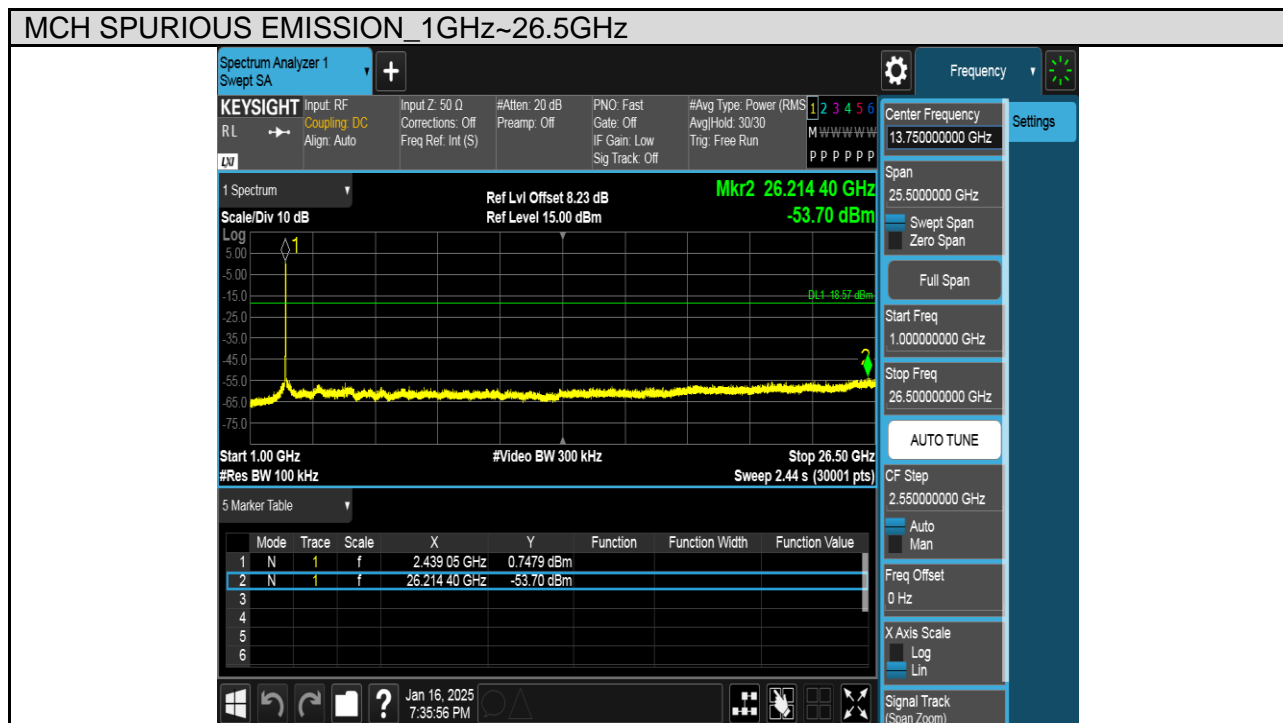 MCH SPURIOUS EMISSION_1GHz~26.5GHz
Spectrum Analyzer 1
Swept SA
+
Frequency
KEYSIGHT
RL
LXI
Input: RF
Coupling: DC
Align: Auto
Input Z: 50 Ω
Corrections: Off
Freq Ref: Int (S)
#Atten: 20 dB
Preamp: Off
PNO: Fast
Gate: Off
IF Gain: Low
Sig Track: Off
#Avg Type: Power (RMS
Avg|Hold: 30/30
Trig: Free Run
1 2 3 4 5 6
M W W W W W
P P P P P P
Settings
Center Frequency
13.750000000 GHz
Span
25.5000000 GHz
Swept Span
Zero Span
Full Span
Start Freq
1.000000000 GHz
Stop Freq
26.500000000 GHz
AUTO TUNE
CF Step
2.550000000 GHz
Auto
Man
Freq Offset
0 Hz
X Axis Scale
Log
Lin
Signal Track
(Span Zoom)
1 Spectrum
Scale/Div 10 dB
Ref Lvl Offset 8.23 dB
Ref Level 15.00 dBm
Mkr2 26.214 40 GHz
-53.70 dBm
Log
5.00
-5.00
-15.0
-25.0
-35.0
-45.0
-55.0
-65.0
-75.0
1
DL1 -18.57 dBm
2
Start 1.00 GHz
#Res BW 100 kHz
#Video BW 300 kHz
Stop 26.50 GHz
Sweep 2.44 s (30001 pts)
5 Marker Table
Mode Trace Scale X Y Function Function Width Function Value
1 N 1 f 2.439 05 GHz 0.7479 dBm
2 N 1 f 26.214 40 GHz -53.70 dBm
3
4
5
6
?
Jan 16, 2025
7:35:56 PM